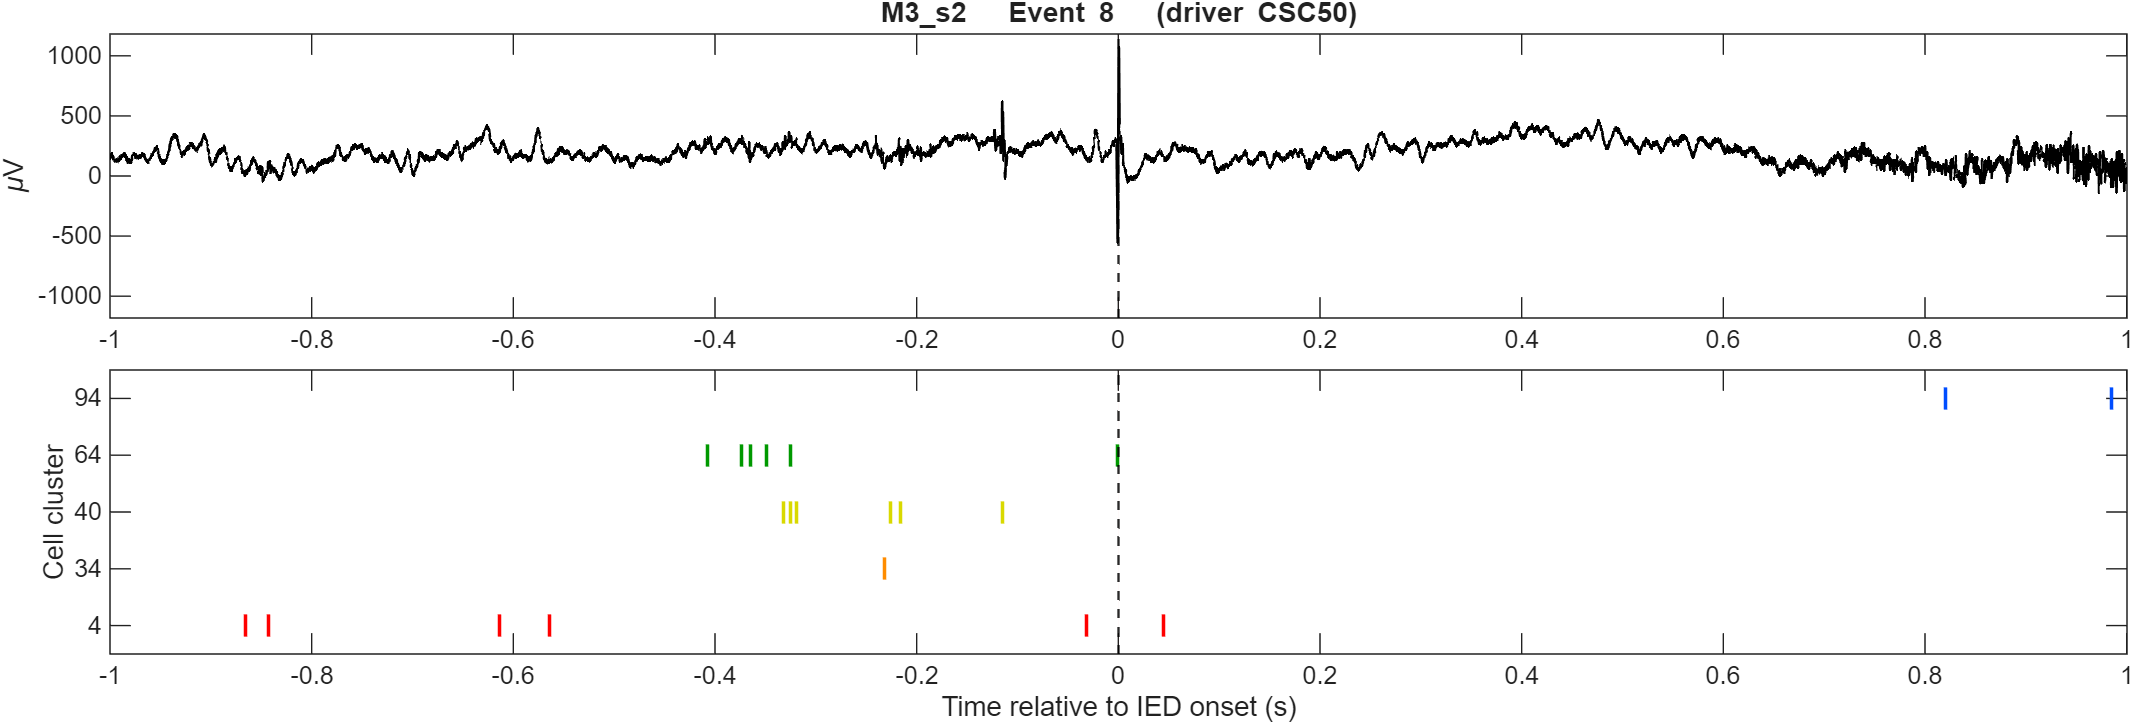 M3_s2 Event 8 (driver CSC50)
1000
500
0
-500
-1000
µV
-1 -0.8 -0.6 -0.4 -0.2 0 0.2 0.4 0.6 0.8 1
94
64
40
34
4
Cell cluster
-1 -0.8 -0.6 -0.4 -0.2 0 0.2 0.4 0.6 0.8 1
Time relative to IED onset (s)